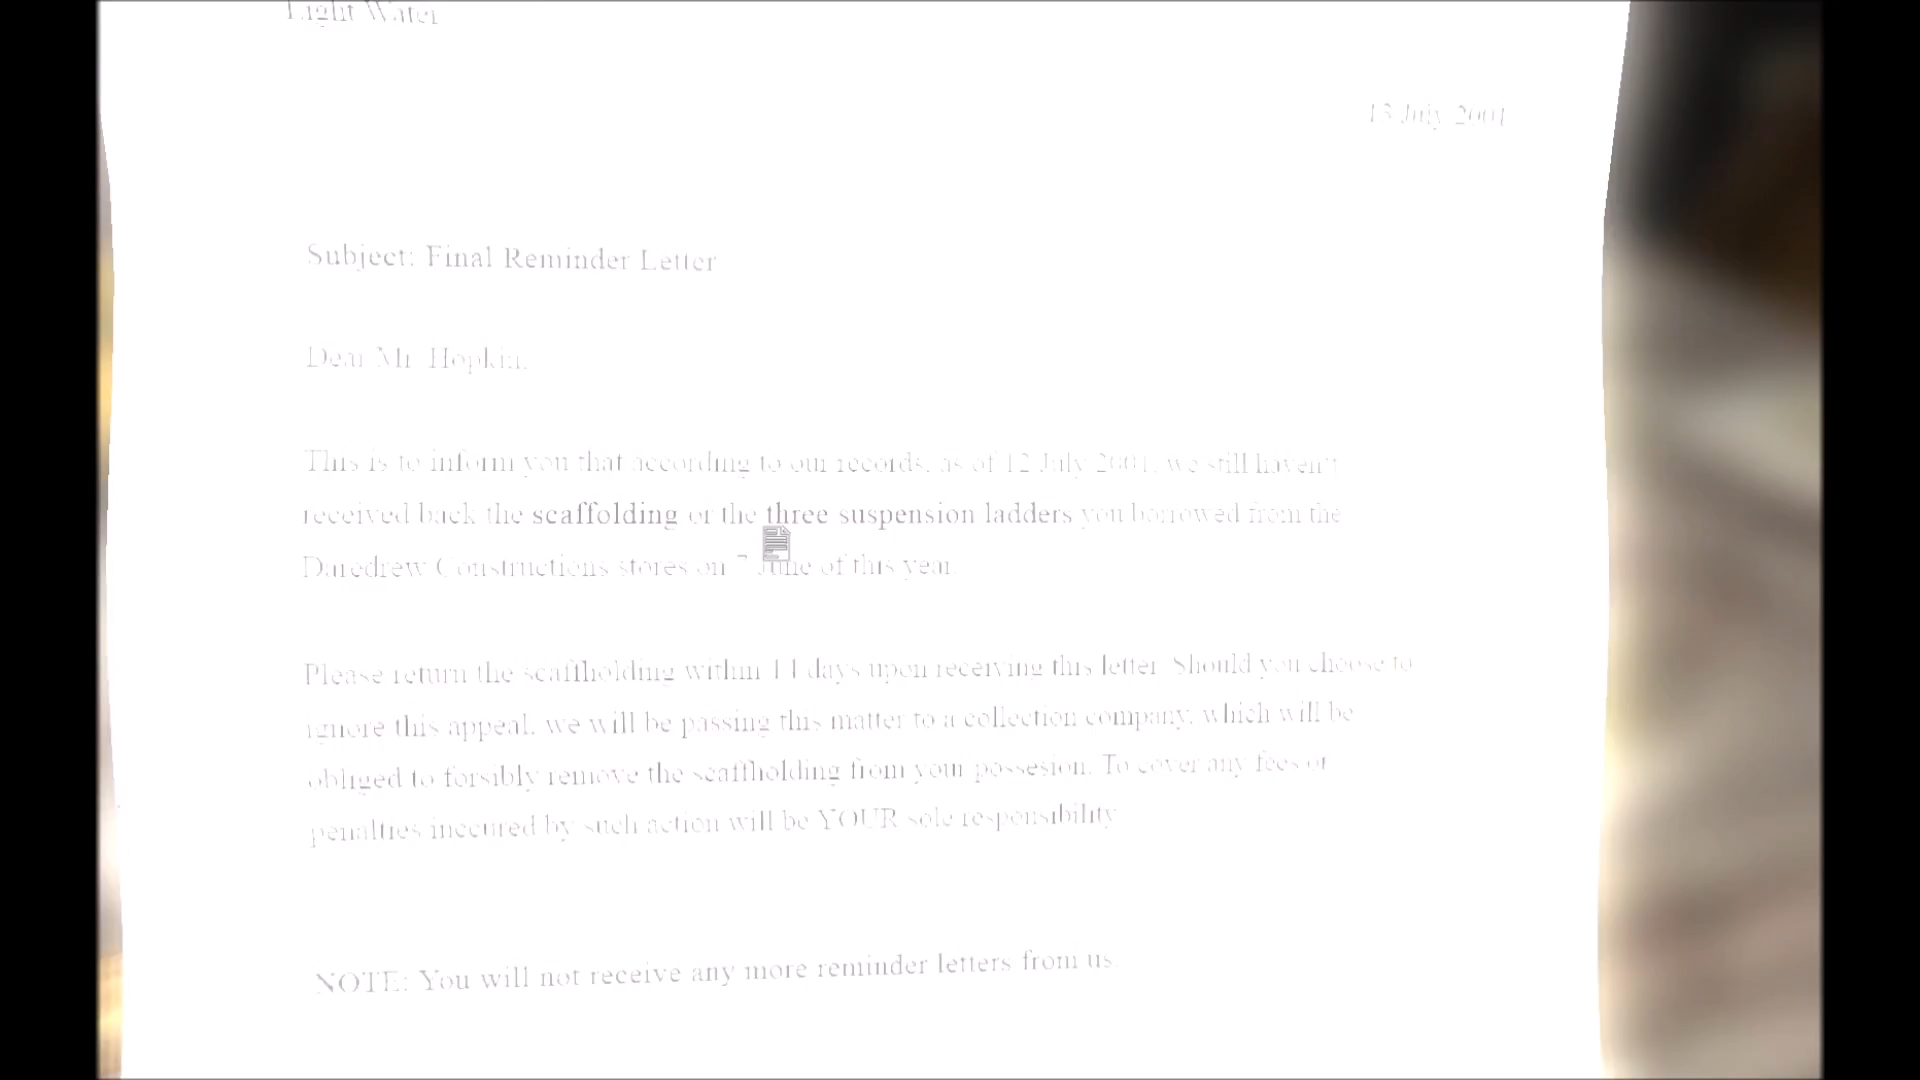 Light Water
13 July 2001
Subject: Final Reminder Letter
Dear Mr. Hopkin,
This is to inform you that according to our records, as of 12 July 2001, we still haven't
received back the scaffolding or the three suspension ladders you borrowed from the
Daredrew Constructions stores on 7 June of this year.
Please return the scaffholding within 14 days upon receiving this letter. Should you choose to
ignore this appeal, we will be passing this matter to a collection company, which will be
obliged to forsibly remove the scaffholding from your possesion. To cover any fees or
penalties inccured by such action will be YOUR sole responsibility.
NOTE: You will not receive any more reminder letters from us.